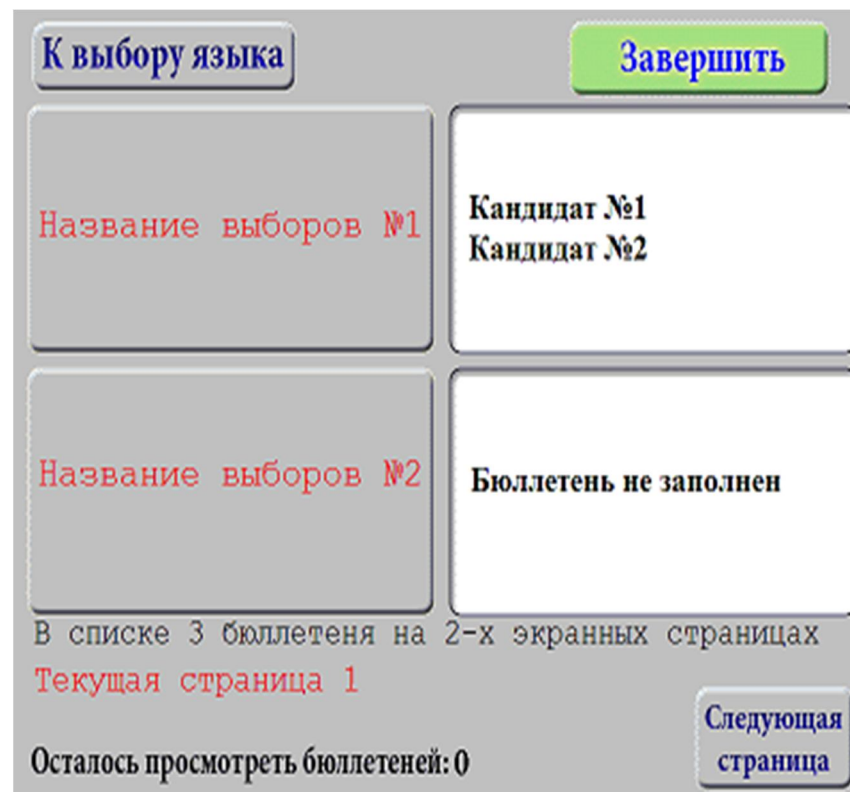 К выбору языка
Завершить
Название выборов №1
Кандидат №1
Кандидат №2
Название выборов №2
Бюллетень не заполнен
В списке 3 бюллетеня на 2-х экранных страницах
Текущая страница 1
Осталось просмотреть бюллетеней: 0
Следующая
страница